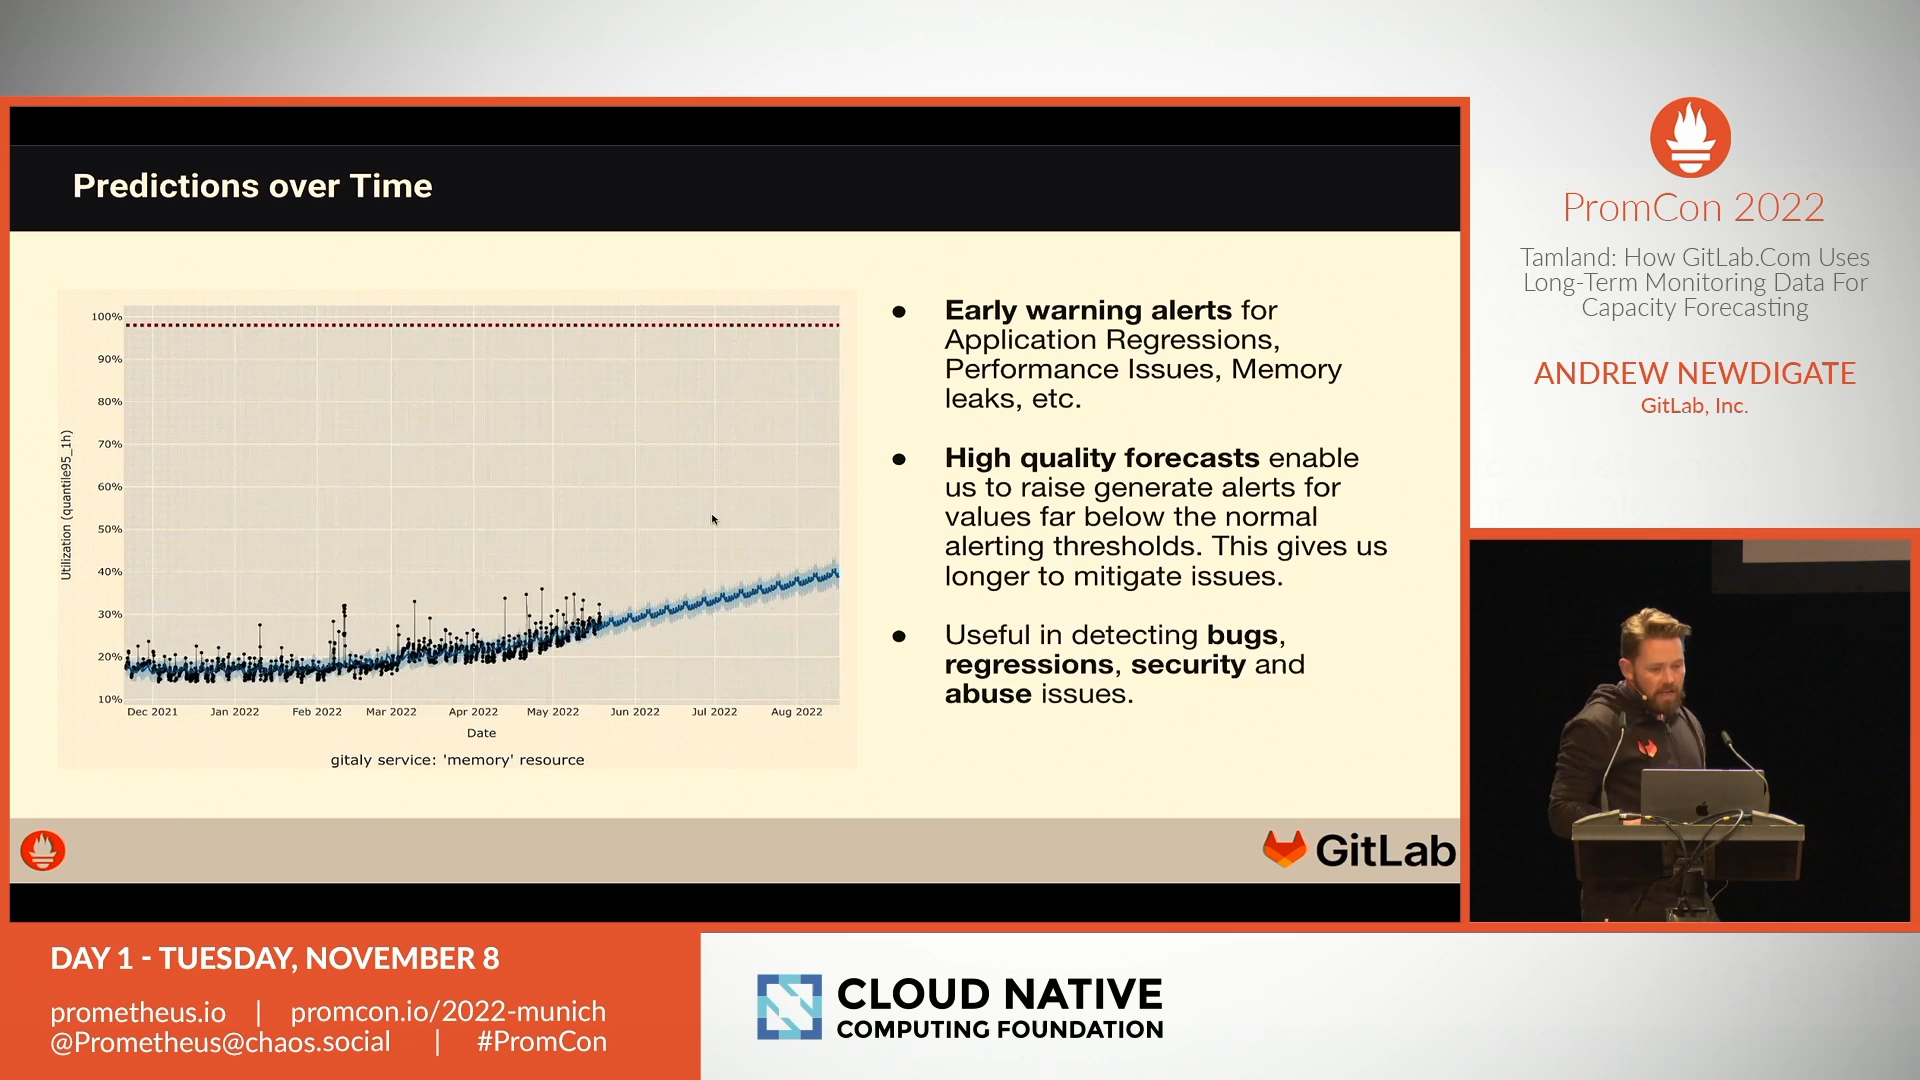 Predictions over Time
100%
90%
80%
70%
60%
50%
40%
30%
20%
10%
Utilization (quantile95_1h)
Dec 2021
Jan 2022
Feb 2022
Mar 2022
Apr 2022
May 2022
Jun 2022
Jul 2022
Aug 2022
Date
gitaly service: 'memory' resource
● Early warning alerts for
Application Regressions,
Performance Issues, Memory
leaks, etc.
● High quality forecasts enable
us to raise generate alerts for
values far below the normal
alerting thresholds. This gives us
longer to mitigate issues.
● Useful in detecting bugs,
regressions, security and
abuse issues.
GitLab
PromCon 2022
Tamland: How GitLab.Com Uses
Long-Term Monitoring Data For
Capacity Forecasting
ANDREW NEWDIGATE
GitLab, Inc.
DAY 1 - TUESDAY, NOVEMBER 8
prometheus.io | promcon.io/2022-munich
@Prometheus@chaos.social | #PromCon
CLOUD NATIVE
COMPUTING FOUNDATION